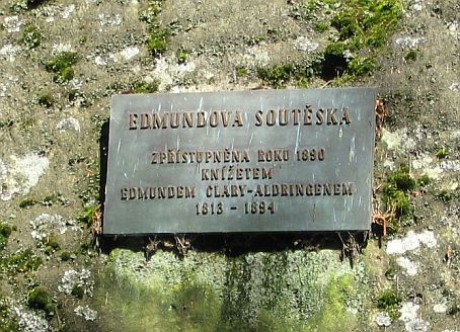 EDMUNDOVA SOUTĚSKA
ZPŘÍSTUPNĚNA ROKU 1890
KNÍŽETEM
EDMUNDEM CLARY-ALDRINGENEM
1813 - 1894